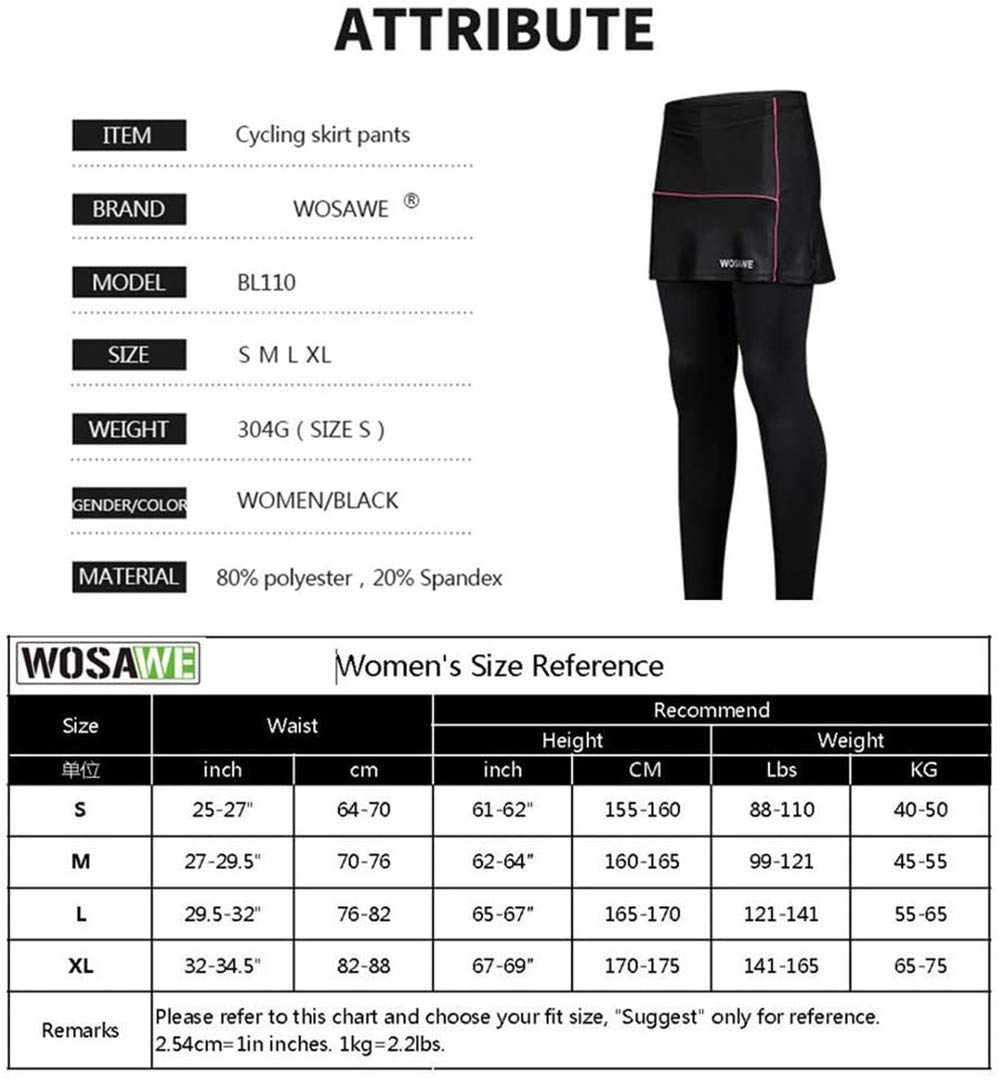 ATTRIBUTE
ITEM Cycling skirt pants
BRAND WOSAWE ®
MODEL BL110
SIZE S M L XL
WEIGHT 304G ( SIZE S )
GENDER/COLOR WOMEN/BLACK
MATERIAL 80% polyester , 20% Spandex
WOSAWE
WOSAWE Women's Size Reference
Size Waist Recommend
Height Weight
单位 inch cm inch CM Lbs KG
S 25-27" 64-70 61-62" 155-160 88-110 40-50
M 27-29.5" 70-76 62-64" 160-165 99-121 45-55
L 29.5-32" 76-82 65-67" 165-170 121-141 55-65
XL 32-34.5" 82-88 67-69" 170-175 141-165 65-75
Remarks Please refer to this chart and choose your fit size, "Suggest" only for reference.
2.54cm=1in inches. 1kg=2.2lbs.